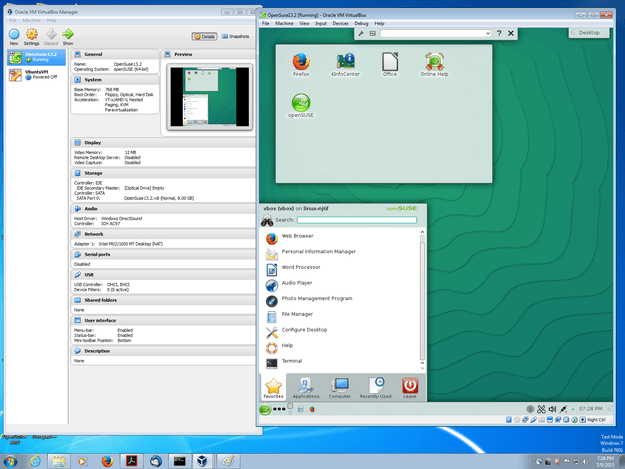 Oracle VM VirtualBox Manager
File Machine Help
New Settings Discard Show
Details Snapshots
OpenSuse13.2
Running
UbuntuVM
Powered Off
General
Name: OpenSuse13.2
Operating System: openSUSE (64-bit)
Preview
System
Base Memory: 768 MB
Boot Order: Floppy, Optical, Hard Disk
Acceleration: VT-x/AMD-V, Nested
Paging, KVM
Paravirtualization
Display
Video Memory: 12 MB
Remote Desktop Server: Disabled
Video Capture: Disabled
Storage
Controller: IDE
IDE Secondary Master: [Optical Drive] Empty
Controller: SATA
SATA Port 0: OpenSuse13.2.vdi (Normal, 8.00 GB)
Audio
Host Driver: Windows DirectSound
Controller: ICH AC97
Network
Adapter 1: Intel PRO/1000 MT Desktop (NAT)
Serial ports
Disabled
USB
USB Controller: OHCI, EHCI
Device Filters: 0 (0 active)
Shared folders
None
User interface
Menu-bar: Enabled
Status-bar: Enabled
Mini-toolbar Position: Bottom
Description
None
OpenSuse13.2 [Running] - Oracle VM VirtualBox
File Machine View Input Devices Debug Help
Desktop
Firefox
KInfoCenter
Office
Online Help
openSUSE
vbox (vbox) on linux-nj6f
openSUSE
Search:
Web Browser
Personal Information Manager
Word Processor
Audio Player
Photo Management Program
File Manager
Configure Desktop
Help
Terminal
Favorites Applications Computer Recently Used Leave
07:28 PM
Right Ctrl
Test Mode
Windows 7
Build 7601
7:28 PM
7/9/2015